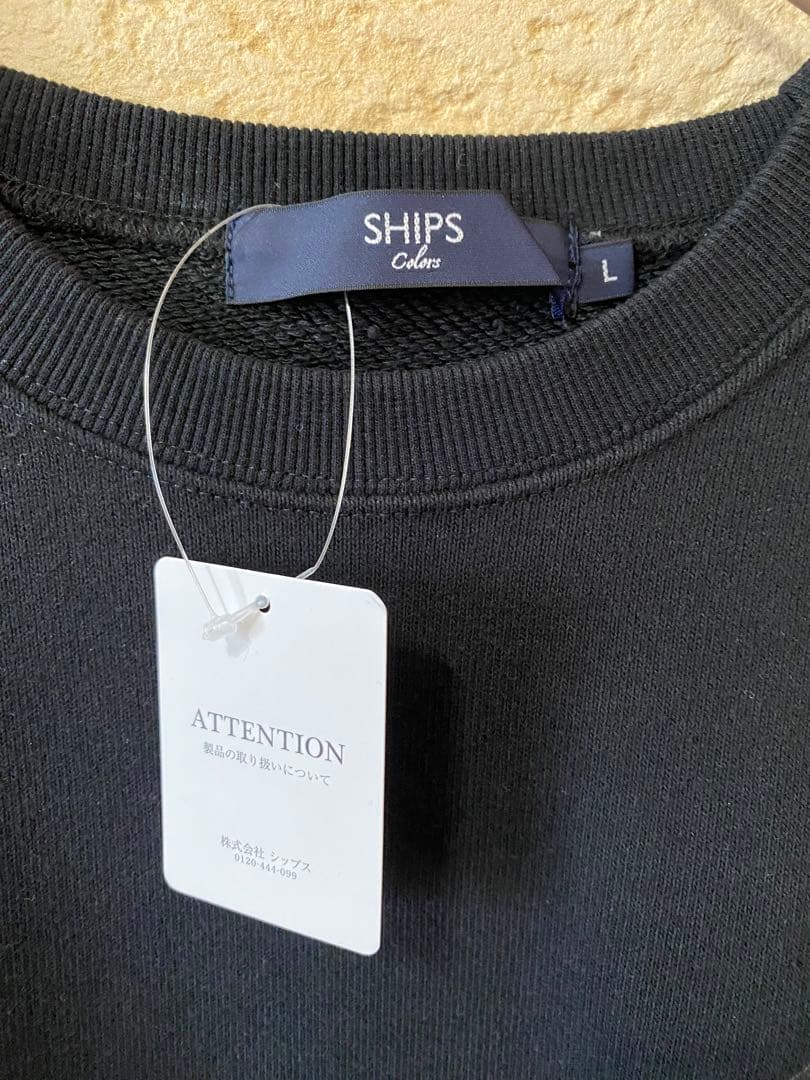 SHIPS
Colors
L
ATTENTION
製品の取り扱いについて
株式会社 シップス
0120-444-099